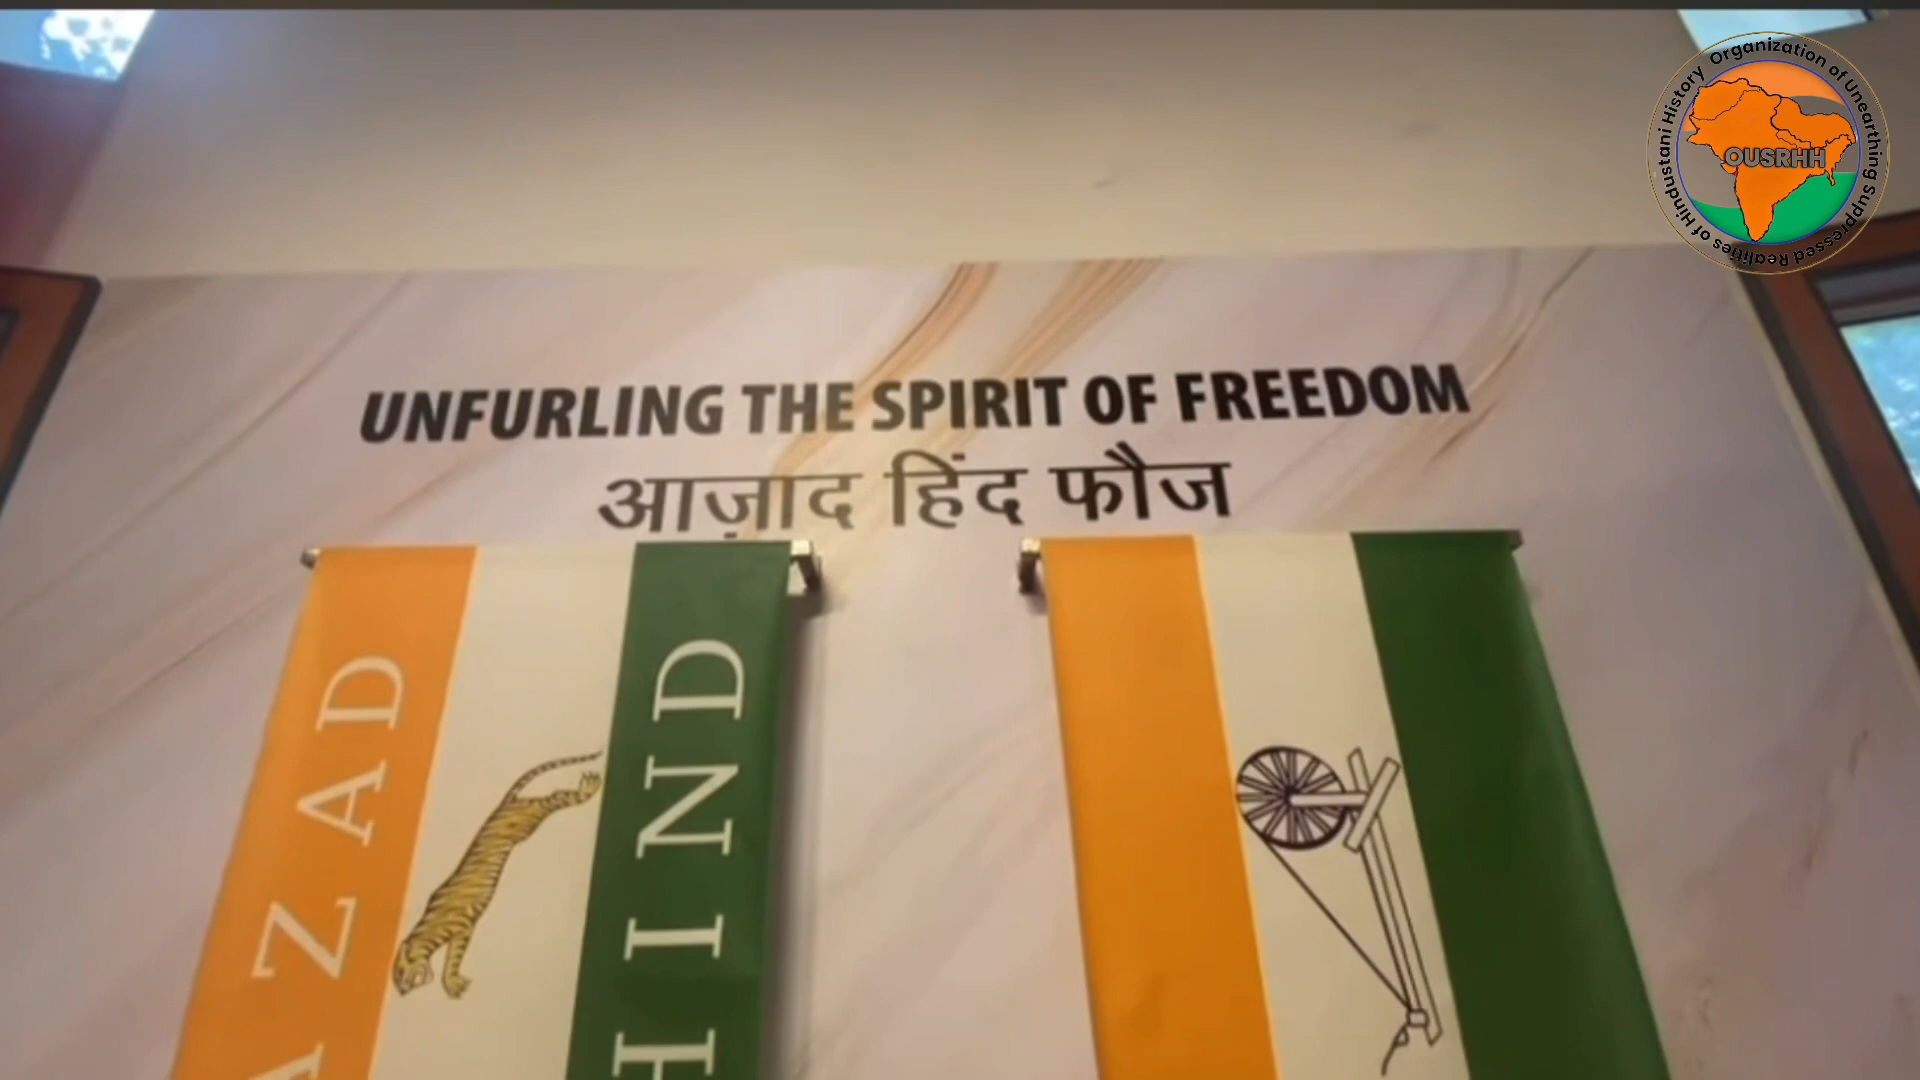 UNFURLING THE SPIRIT OF FREEDOM
आज़ाद हिंद फौज
AZAD
HIND
Organization of Unearthing Suppressed Realities of Hindustani History
OUSRHH